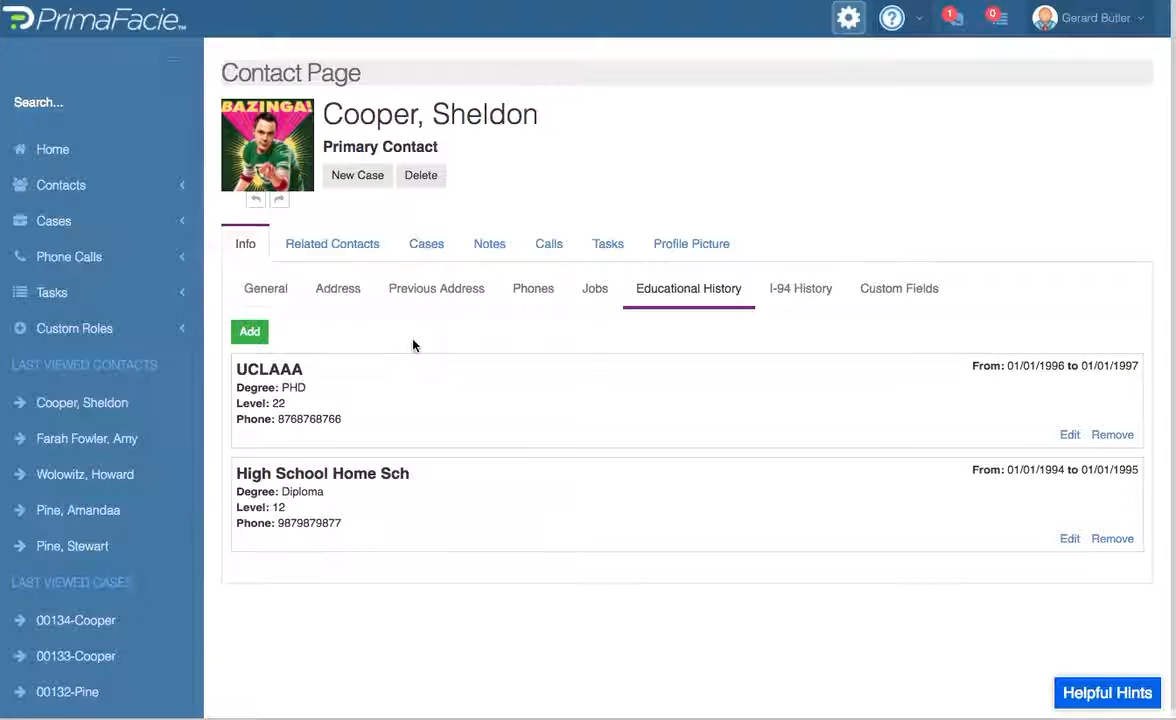 PrimaFacie™
1
0
Gerard Butler
Search...
Home
Contacts
Cases
Phone Calls
Tasks
Custom Roles
LAST VIEWED CONTACTS
Cooper, Sheldon
Farah Fowler, Amy
Wolowitz, Howard
Pine, Amandaa
Pine, Stewart
LAST VIEWED CASES
00134-Cooper
00133-Cooper
00132-Pine
Contact Page
BAZINGA!
Cooper, Sheldon
Primary Contact
New Case Delete
Info Related Contacts Cases Notes Calls Tasks Profile Picture
General Address Previous Address Phones Jobs Educational History I-94 History Custom Fields
Add
UCLAAA From: 01/01/1996 to 01/01/1997
Degree: PHD
Level: 22
Phone: 8768768766
Edit Remove
High School Home Sch From: 01/01/1994 to 01/01/1995
Degree: Diploma
Level: 12
Phone: 9879879877
Edit Remove
Helpful Hints